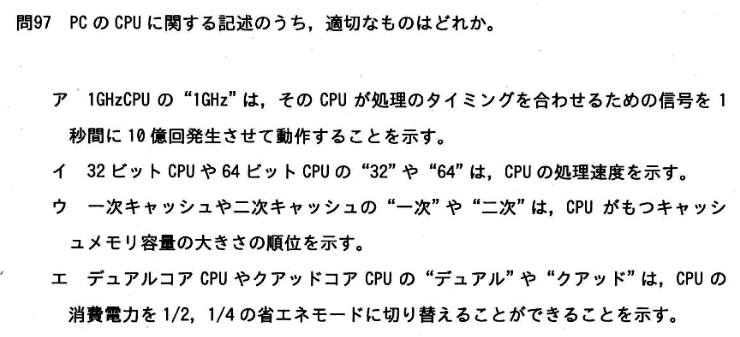 問97 PC の CPU に関する記述のうち，適切なものはどれか。
ア 1GHzCPU の “1GHz” は，その CPU が処理のタイミングを合わせるための信号を 1
秒間に 10 億回発生させて動作することを示す。
イ 32 ビット CPU や 64 ビット CPU の “32” や “64” は，CPU の処理速度を示す。
ウ 一次キャッシュや二次キャッシュの “一次” や “二次” は，CPU がもつキャッシ
ュメモリ容量の大きさの順位を示す。
エ デュアルコア CPU やクアッドコア CPU の “デュアル” や “クアッド” は，CPU の
消費電力を 1/2，1/4 の省エネモードに切り替えることができることを示す。